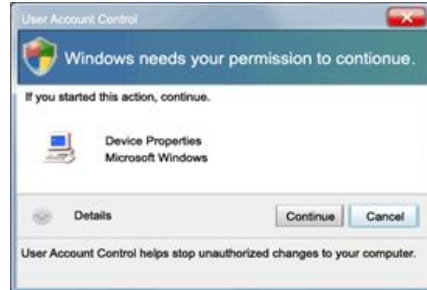 User Account Control
Windows needs your permission to contionue.
If you started this action, continue.
Device Properties
Microsoft Windows
Details
Continue
Cancel
User Account Control helps stop unauthorized changes to your computer.